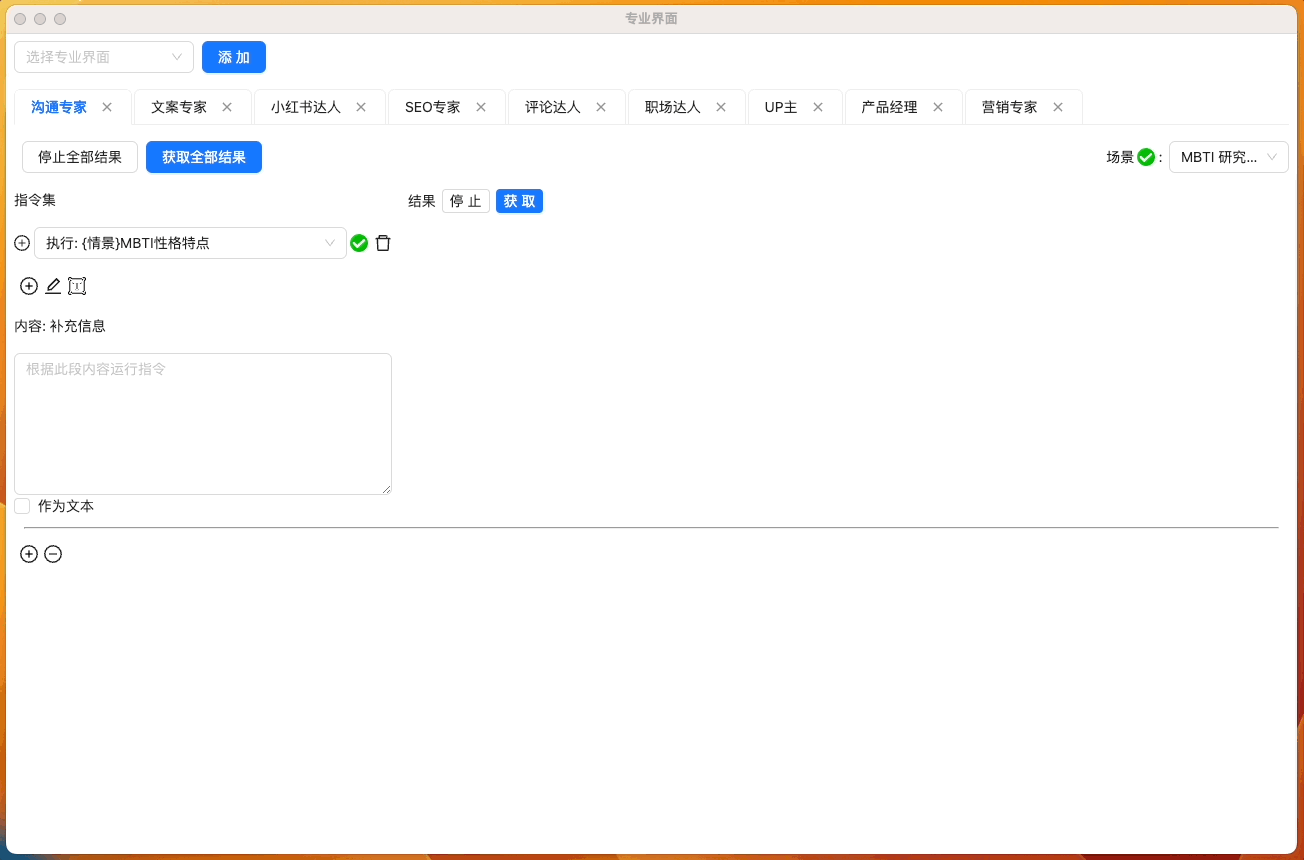 专业界面
选择专业界面 添 加
沟通专家 文案专家 小红书达人 SEO专家 评论达人 职场达人 UP主 产品经理 营销专家
停止全部结果 获取全部结果 场景 : MBTI 研究...
指令集 结果 停 止 获 取
执行: {情景}MBTI性格特点
内容: 补充信息
根据此段内容运行指令
作为文本